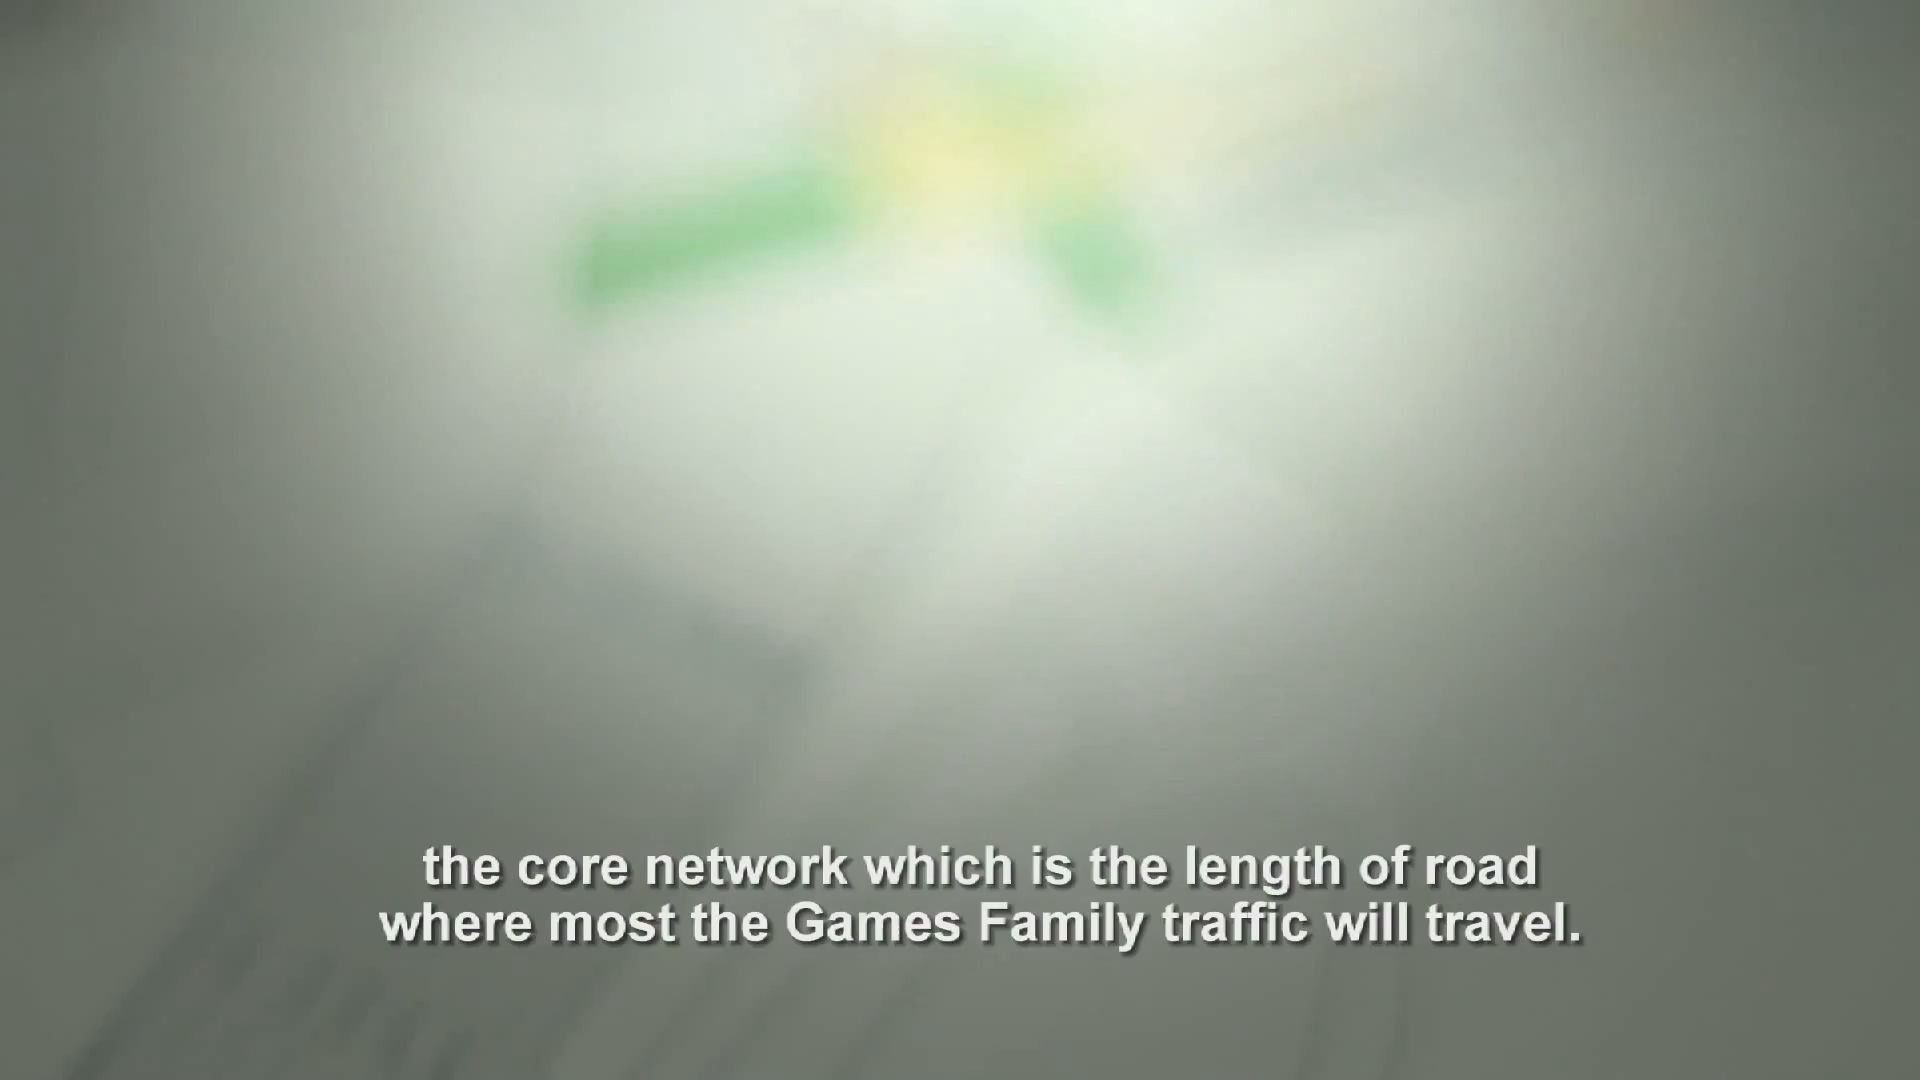 the core network which is the length of road
where most the Games Family traffic will travel.